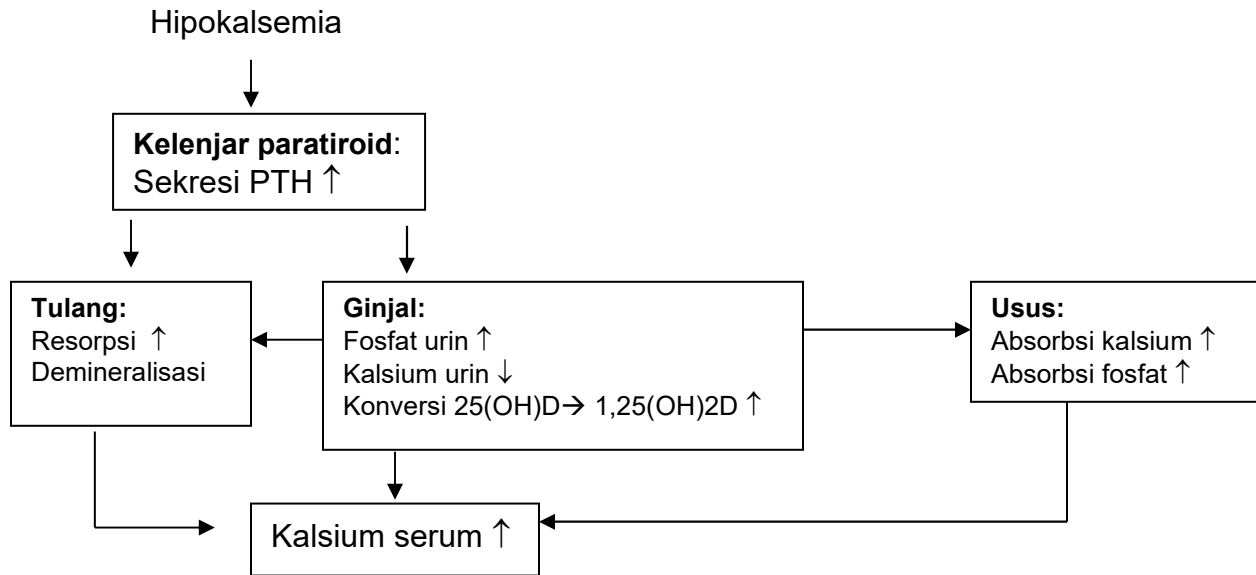 Hipokalsemia
Kelenjar paratiroid:
Sekresi PTH ↑
Tulang:
Resorpsi ↑
Demineralisasi
Ginjal:
Fosfat urin ↑
Kalsium urin ↓
Konversi 25(OH)D→ 1,25(OH)2D ↑
Usus:
Absorbsi kalsium ↑
Absorbsi fosfat ↑
Kalsium serum ↑